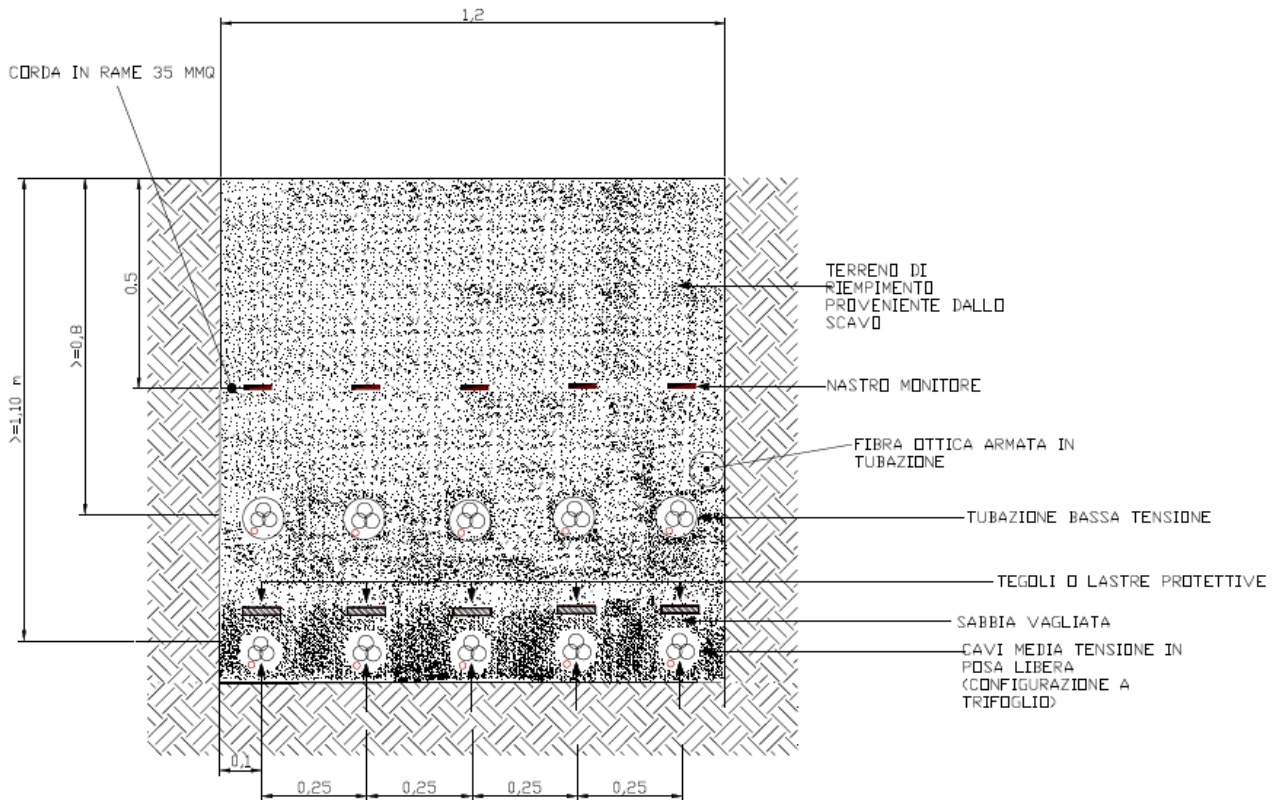 1,2
CORDA IN RAME 35 MMQ
0,5
>=0,8
>=1,10 m
TERRENO DI
RIEMPIMENTO
PROVENIENTE DALLO
SCAVO
NASTRO MONITORE
FIBRA OTTICA ARMATA IN
TUBAZIONE
TUBAZIONE BASSA TENSIONE
TEGOLI O LASTRE PROTETTIVE
SABBIA VAGLIATA
CAVI MEDIA TENSIONE IN
POSA LIBERA
(CONFIGURAZIONE A
TRIFOGLIO)
0,1
0,25
0,25
0,25
0,25